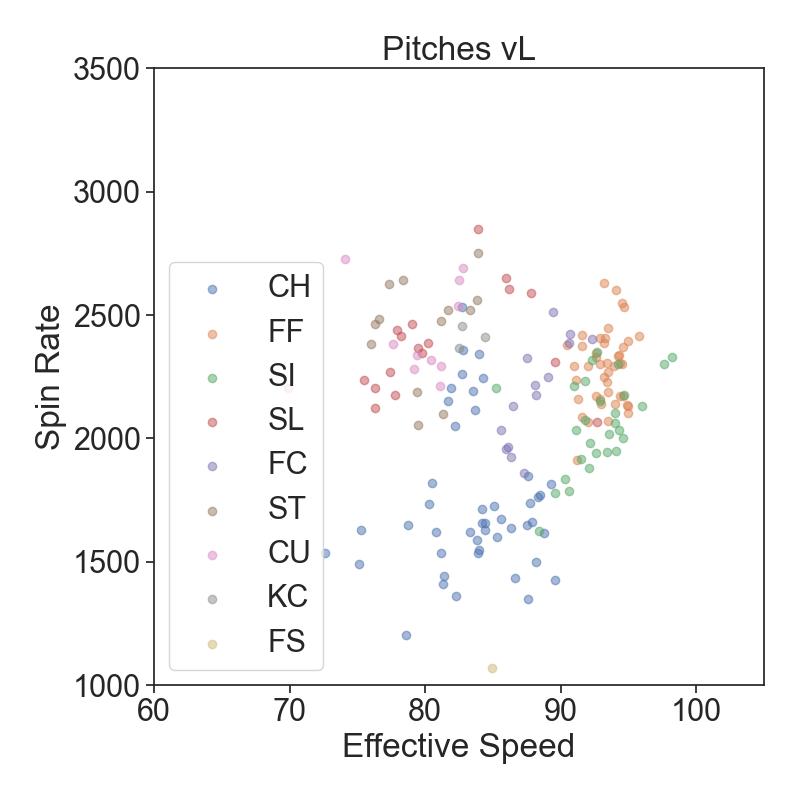 Pitches vL
3500
3000
2500
2000
1500
1000
Spin Rate
CH
FF
SI
SL
FC
ST
CU
KC
FS
60 70 80 90 100
Effective Speed